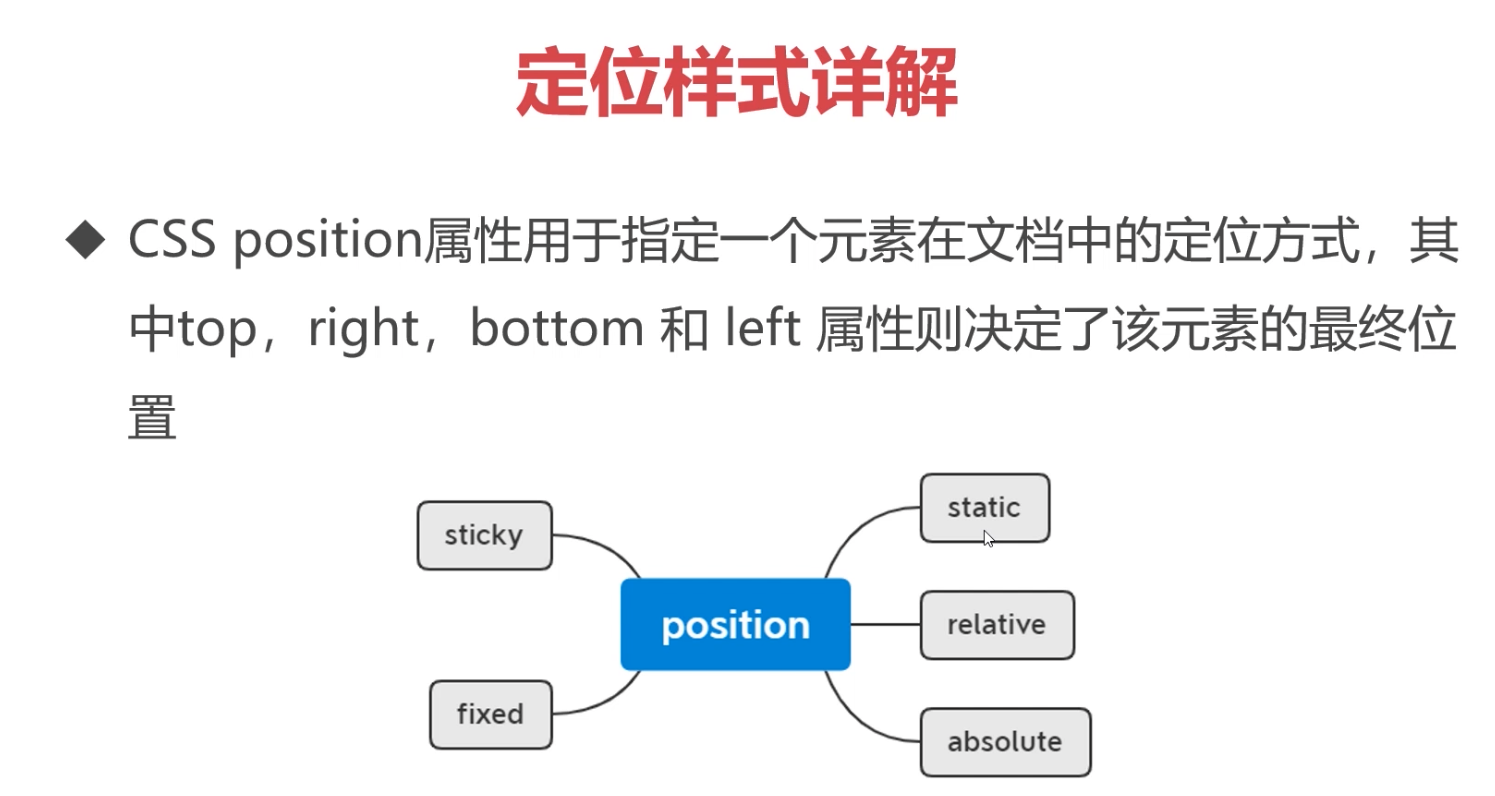 定位样式详解
◆ CSS position属性用于指定一个元素在文档中的定位方式，其
中top，right，bottom 和 left 属性则决定了该元素的最终位
置
static
sticky
position
relative
fixed
absolute